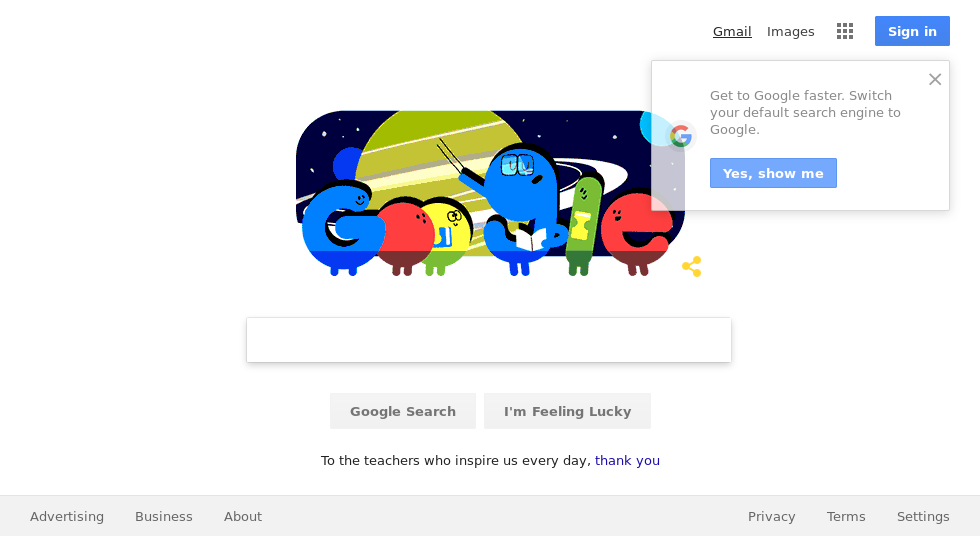 Gmail Images Sign in
Get to Google faster. Switch
your default search engine to
Google.
Yes, show me
Google Search I'm Feeling Lucky
To the teachers who inspire us every day, thank you
Advertising Business About Privacy Terms Settings